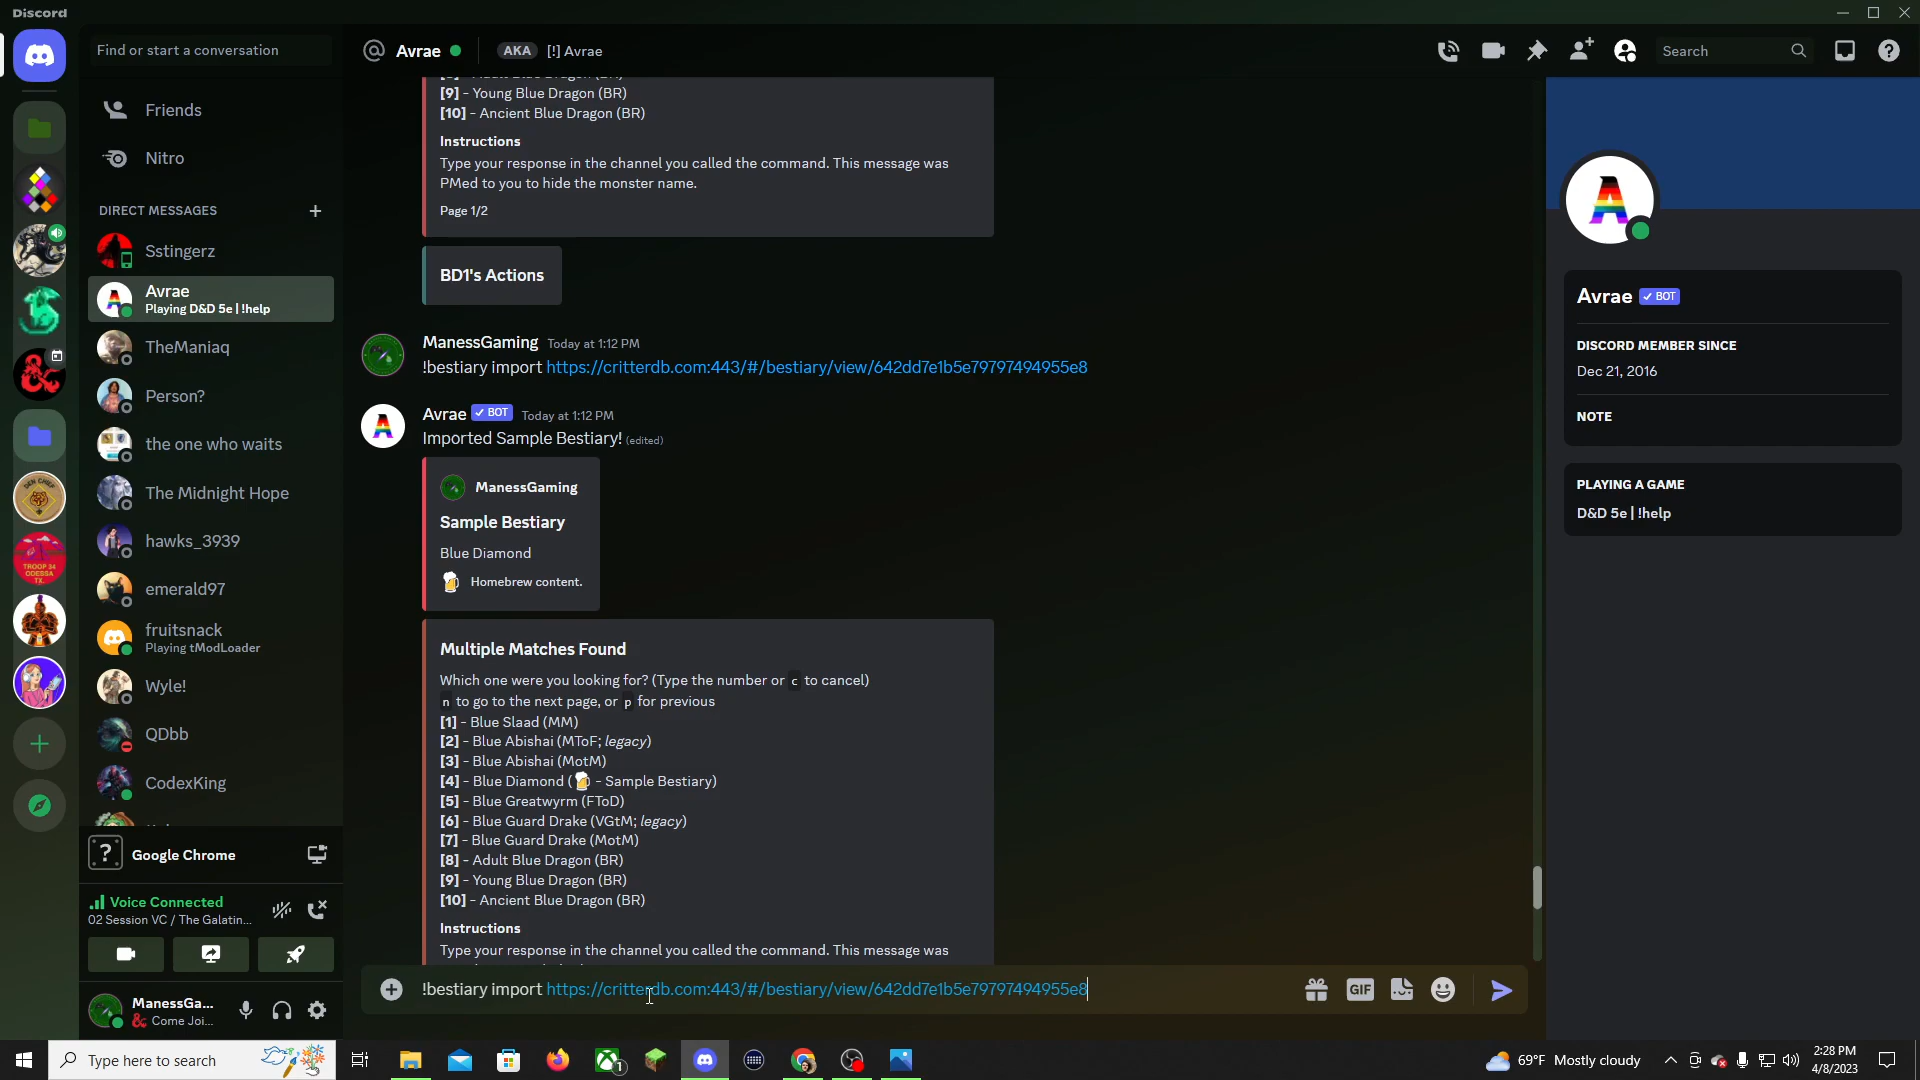 Discord
Find or start a conversation
Friends
Nitro
DIRECT MESSAGES
Sstingerz
Avrae
Playing D&D 5e | !help
TheManiaq
Person?
the one who waits
The Midnight Hope
hawks_3939
emerald97
fruitsnack
Playing tModLoader
Wyle!
QDbb
CodexKing
Google Chrome
Voice Connected
02 Session VC / The Galatin...
ManessGa...
Come Joi...
Avrae
AKA [!] Avrae
Search
[9] - Young Blue Dragon (BR)
[10] - Ancient Blue Dragon (BR)
Instructions
Type your response in the channel you called the command. This message was
PMed to you to hide the monster name.
Page 1/2
BD1's Actions
ManessGaming Today at 1:12 PM
!bestiary import https://critterdb.com:443/#/bestiary/view/642dd7e1b5e79797494955e8
Avrae BOT Today at 1:12 PM
Imported Sample Bestiary! (edited)
ManessGaming
Sample Bestiary
Blue Diamond
Homebrew content.
Multiple Matches Found
Which one were you looking for? (Type the number or c to cancel)
n to go to the next page, or p for previous
[1] - Blue Slaad (MM)
[2] - Blue Abishai (MToF; legacy)
[3] - Blue Abishai (MotM)
[4] - Blue Diamond (🍺 - Sample Bestiary)
[5] - Blue Greatwyrm (FToD)
[6] - Blue Guard Drake (VGtM; legacy)
[7] - Blue Guard Drake (MotM)
[8] - Adult Blue Dragon (BR)
[9] - Young Blue Dragon (BR)
[10] - Ancient Blue Dragon (BR)
Instructions
Type your response in the channel you called the command. This message was
!bestiary import https://critterdb.com:443/#/bestiary/view/642dd7e1b5e79797494955e8
GIF
Avrae BOT
DISCORD MEMBER SINCE
Dec 21, 2016
NOTE
PLAYING A GAME
D&D 5e | !help
DEN CHIEF
TROOP 34
ODESSA
TX.
Type here to search
1
69°F Mostly cloudy
2:28 PM
4/8/2023